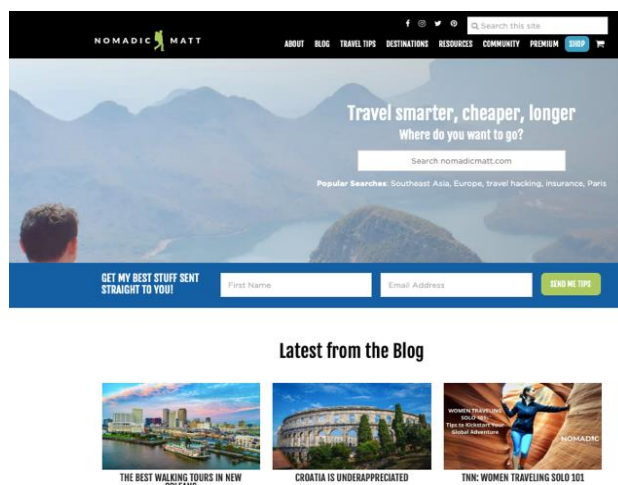 Search this site
NOMADIC MATT
ABOUT BLOG TRAVEL TIPS DESTINATIONS RESOURCES COMMUNITY PREMIUM SHOP
Travel smarter, cheaper, longer
Where do you want to go?
Search nomadicmatt.com
Popular Searches: Southeast Asia, Europe, travel hacking, insurance, Paris
GET MY BEST STUFF SENT
STRAIGHT TO YOU!
First Name
Email Address
SEND ME TIPS
Latest from the Blog
WOMEN TRAVELING
SOLO 101:
Tips to Kickstart Your
Global Adventure
NOMADIC
THE BEST WALKING TOURS IN NEW
ORLEANS
CROATIA IS UNDERAPPRECIATED
TNN: WOMEN TRAVELING SOLO 101